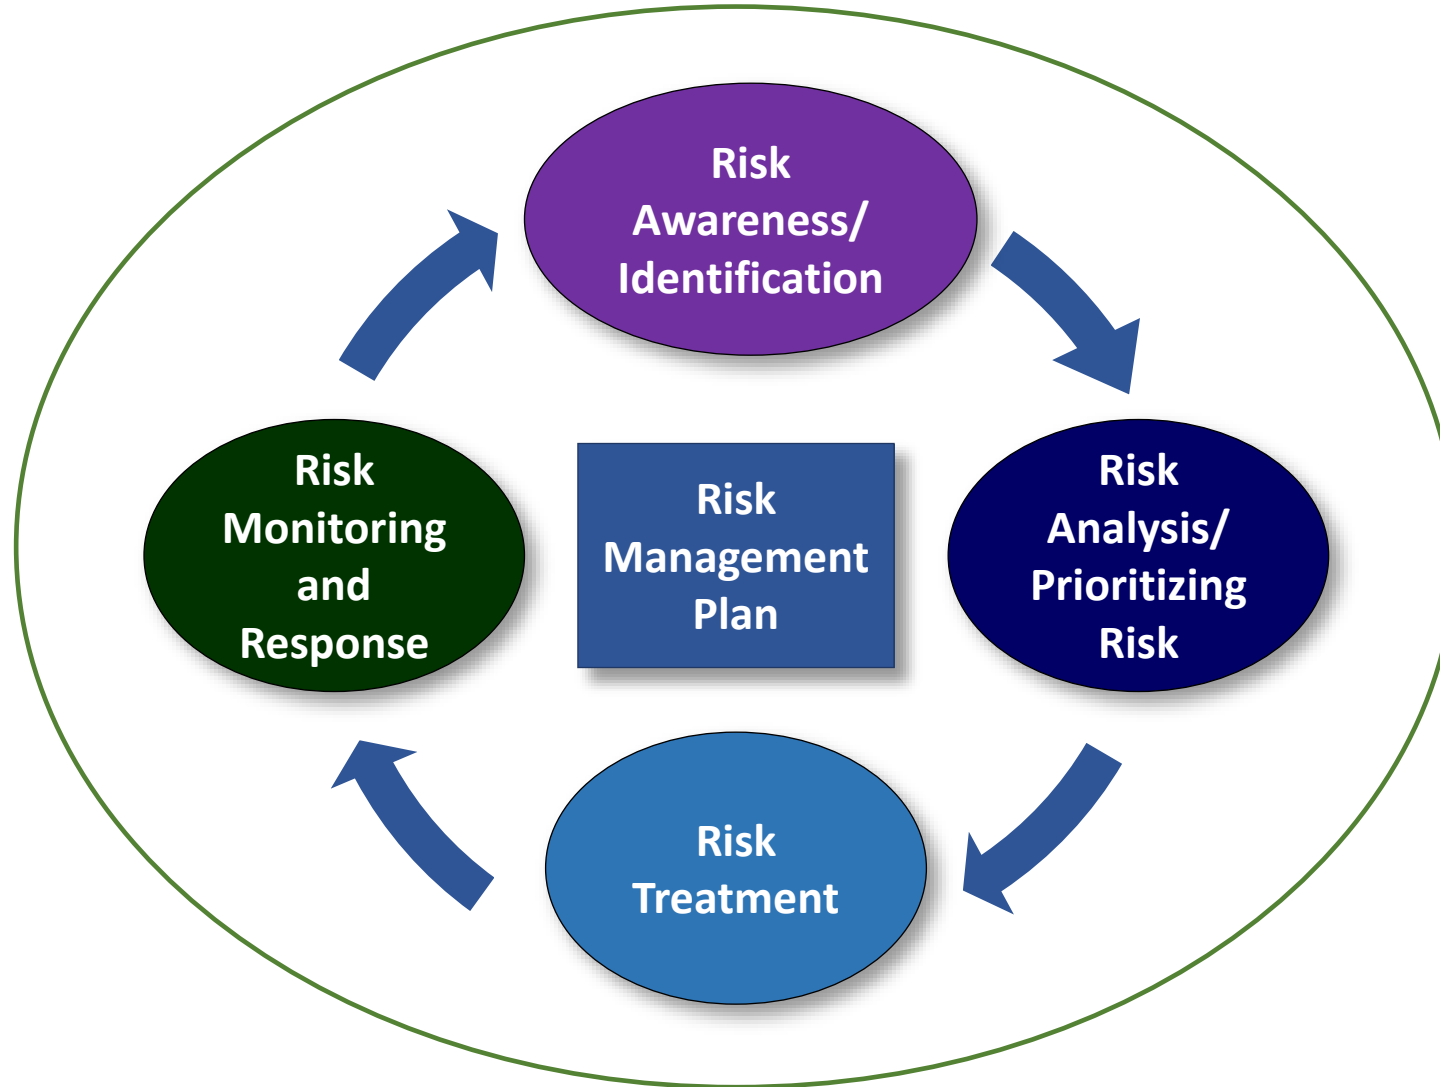 Risk
Awareness/
Identification
Risk
Monitoring
and
Response
Risk
Management
Plan
Risk
Analysis/
Prioritizing
Risk
Risk
Treatment